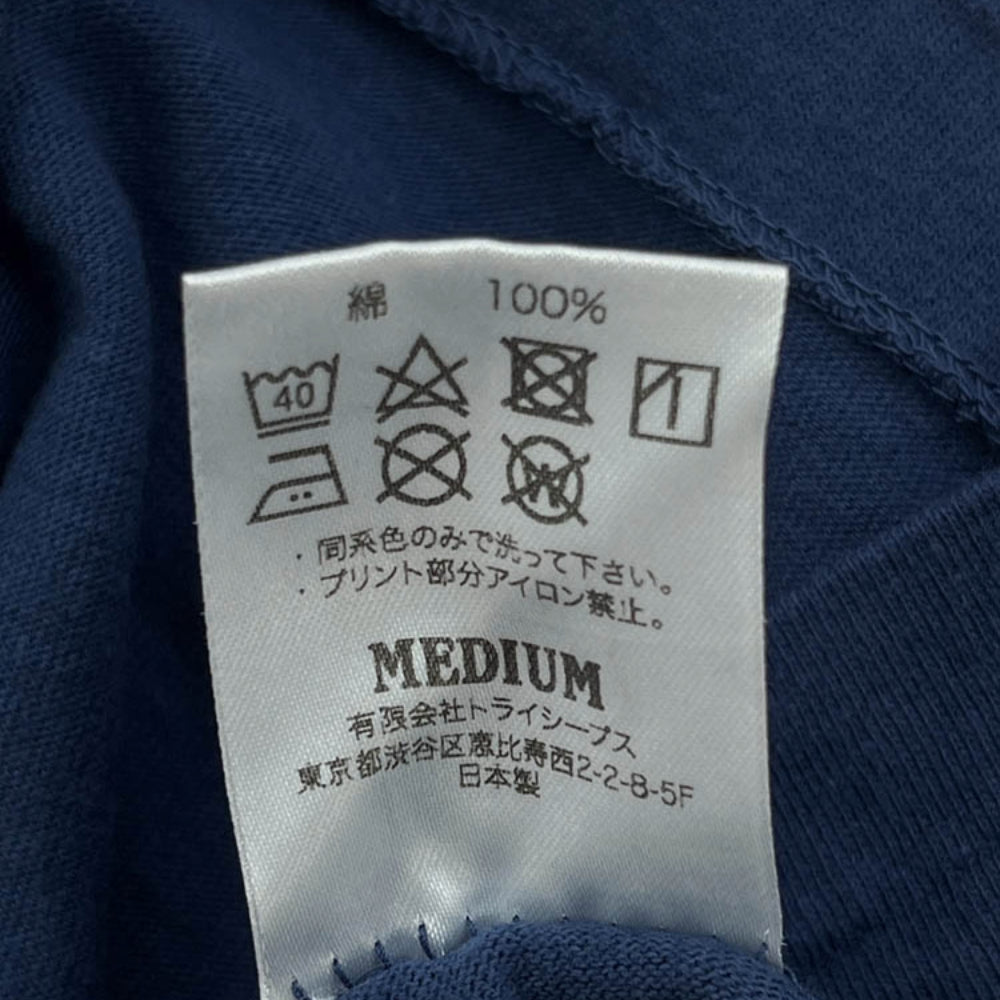 綿 100%
40
W
・同系色のみで洗って下さい。
・プリント部分アイロン禁止。
MEDIUM
有限会社トライシープス
東京都渋谷区恵比寿西2-2-8-5F
日本製